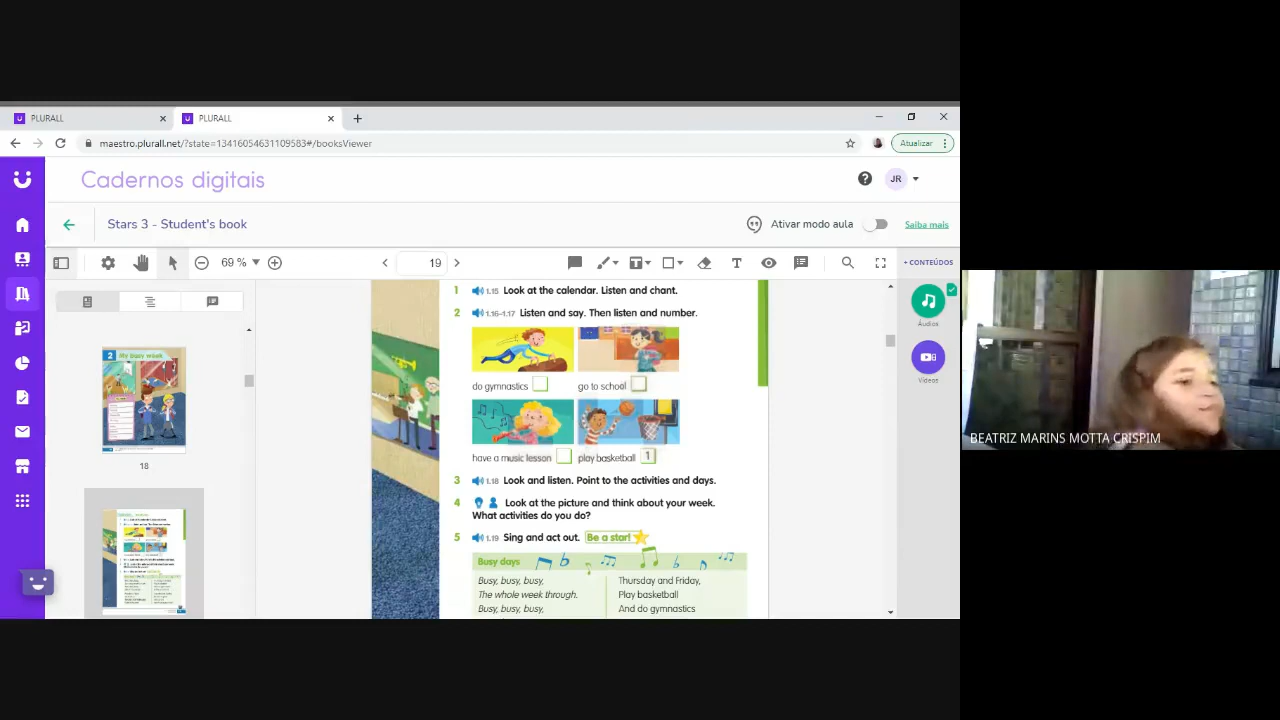 PLURALL
PLURALL
maestro.plurall.net/?state=13416054631109583#/booksViewer
Atualizar
Cadernos digitais
JR
Stars 3 - Student's book
Ativar modo aula
Saiba mais
69 %
19
+ CONTEÚDOS
2 My busy week
18
1 1.15 Look at the calendar. Listen and chant.
2 1.16-1.17 Listen and say. Then listen and number.
do gymnastics
go to school
have a music lesson
play basketball 1
3 1.18 Look and listen. Point to the activities and days.
4 Look at the picture and think about your week.
What activities do you do?
5 1.19 Sing and act out. Be a star!
Busy days
Busy, busy, busy,
The whole week through.
Busy, busy, busy,
Thursday and Friday,
Play basketball
And do gymnastics
Áudios
Vídeos
BEATRIZ MARINS MOTTA CRISPIM